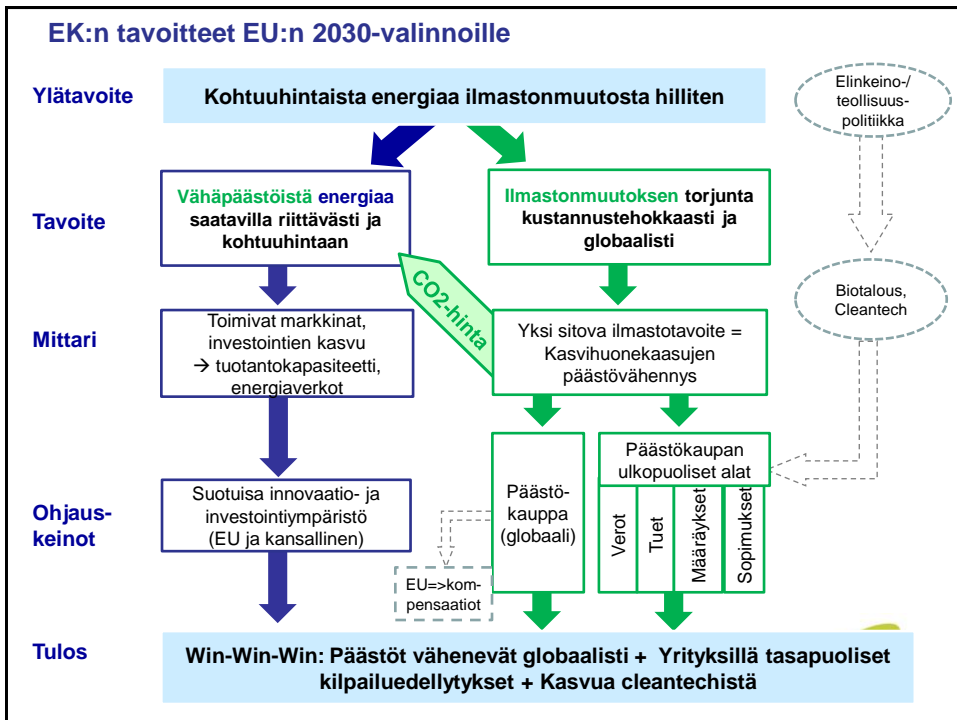 EK:n tavoitteet EU:n 2030-valinnoille
Ylätavoite
Kohtuuhintaista energiaa ilmastonmuutosta hilliten
Elinkeino-/
teollisuus-
politiikka
Tavoite
Vähäpäästöistä energiaa
saatavilla riittävästi ja
kohtuuhintaan
Ilmastonmuutoksen torjunta
kustannustehokkaasti ja
globaalisti
CO2-hinta
Biotalous,
Cleantech
Mittari
Toimivat markkinat,
investointien kasvu
→ tuotantokapasiteetti,
energiaverkot
Yksi sitova ilmastotavoite =
Kasvihuonekaasujen
päästövähennys
Ohjaus-
keinot
Suotuisa innovaatio- ja
investointiympäristö
(EU ja kansallinen)
Päästö-
kauppa
(globaali)
Päästökaupan
ulkopuoliset alat
Verot
Tuet
Määräykset
Sopimukset
EU=>kom-
pensaatiot
Tulos
Win-Win-Win: Päästöt vähenevät globaalisti + Yrityksillä tasapuoliset
kilpailuedellytykset + Kasvua cleantechistä